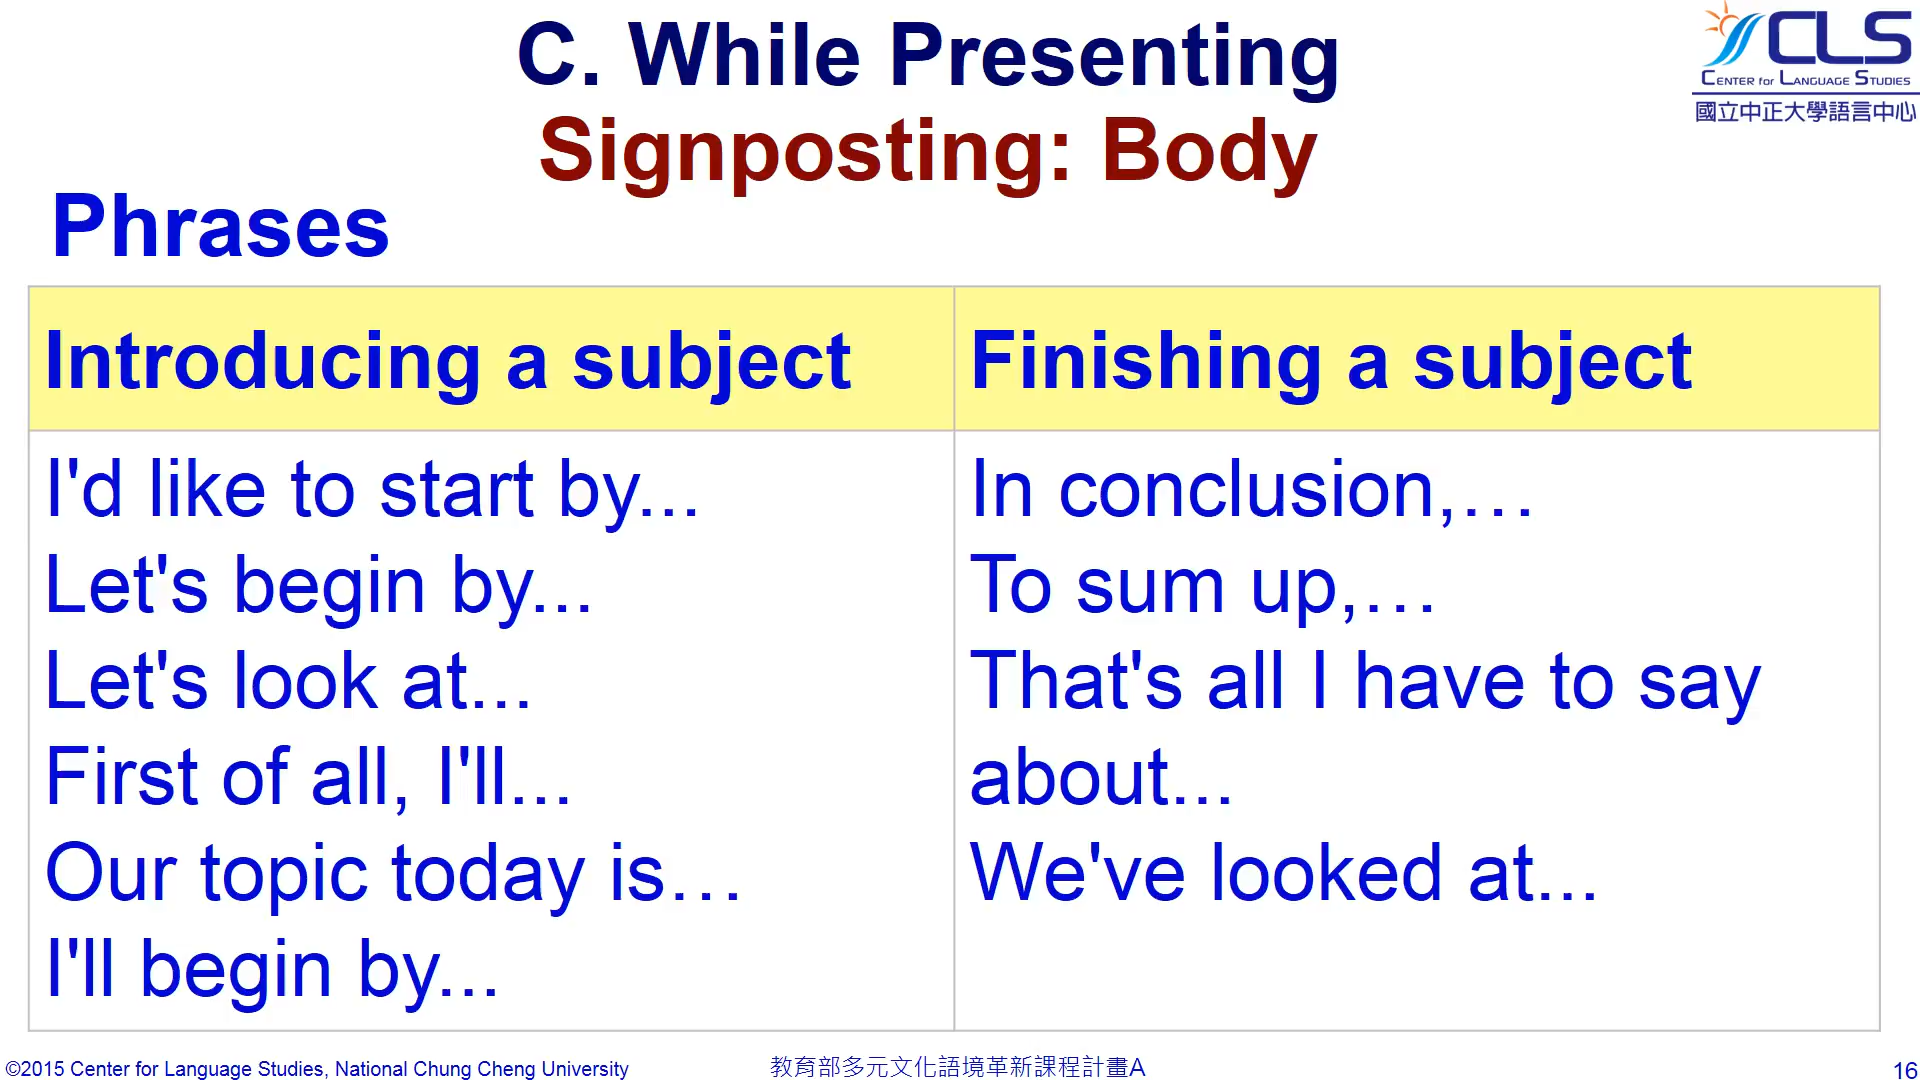 C. While Presenting
Signposting: Body
CLS
CENTER for LANGUAGE STUDIES
國立中正大學語言中心
Phrases
Introducing a subject
Finishing a subject
I'd like to start by...
Let's begin by...
Let's look at...
First of all, I'll...
Our topic today is…
I'll begin by...
In conclusion,…
To sum up,…
That's all I have to say
about...
We've looked at...
©2015 Center for Language Studies, National Chung Cheng University
教育部多元文化語境革新課程計畫A
16